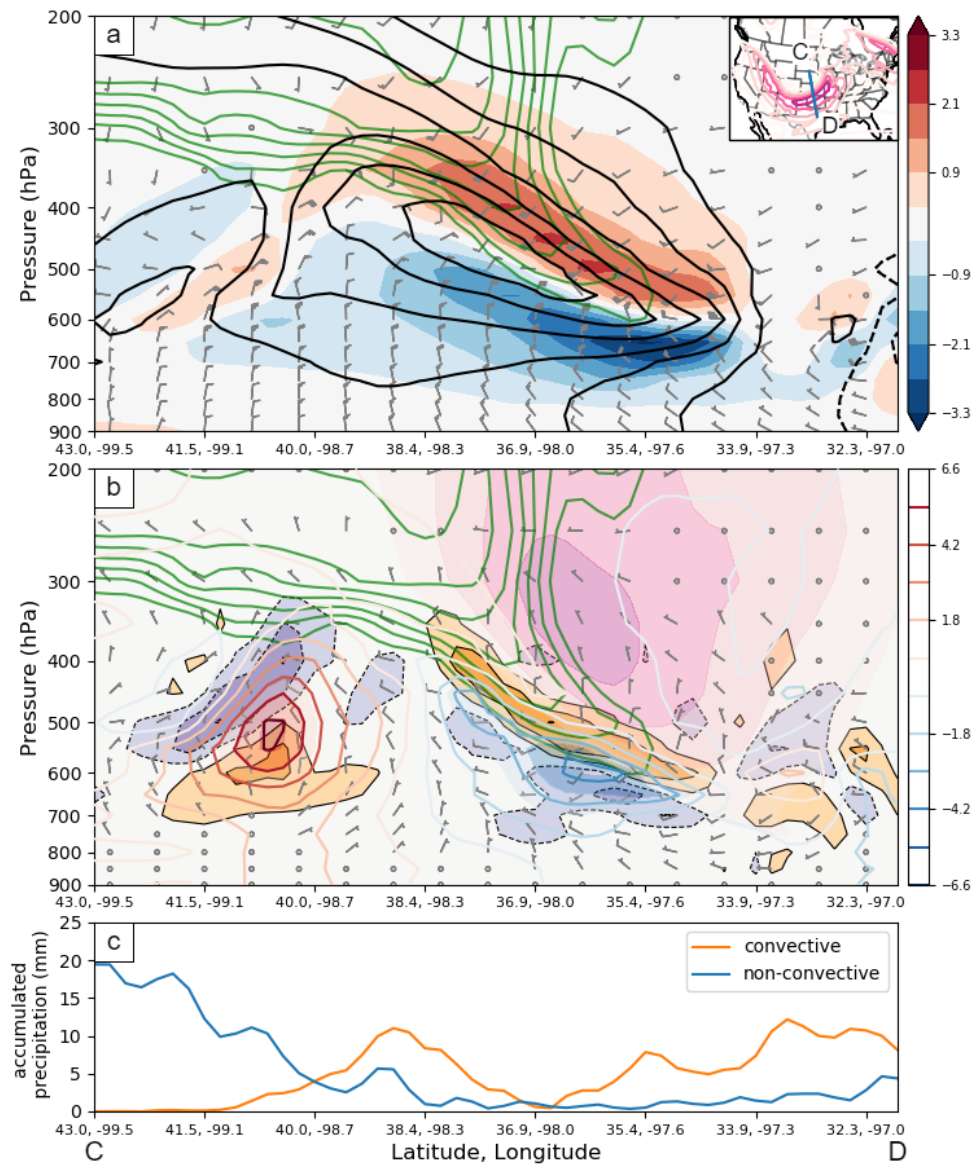 a
200
300
400
500
600
700
800
900
Pressure (hPa)
C
D
3.3
2.1
0.9
−0.9
−2.1
−3.3
43.0, -99.5 41.5, -99.1 40.0, -98.7 38.4, -98.3 36.9, -98.0 35.4, -97.6 33.9, -97.3 32.3, -97.0
b
200
300
400
500
600
700
800
900
Pressure (hPa)
6.6
4.2
1.8
−1.8
−4.2
−6.6
43.0, -99.5 41.5, -99.1 40.0, -98.7 38.4, -98.3 36.9, -98.0 35.4, -97.6 33.9, -97.3 32.3, -97.0
c
25
20
15
10
5
0
accumulated
precipitation (mm)
convective
non-convective
43.0, -99.5 41.5, -99.1 40.0, -98.7 38.4, -98.3 36.9, -98.0 35.4, -97.6 33.9, -97.3 32.3, -97.0
C Latitude, Longitude D